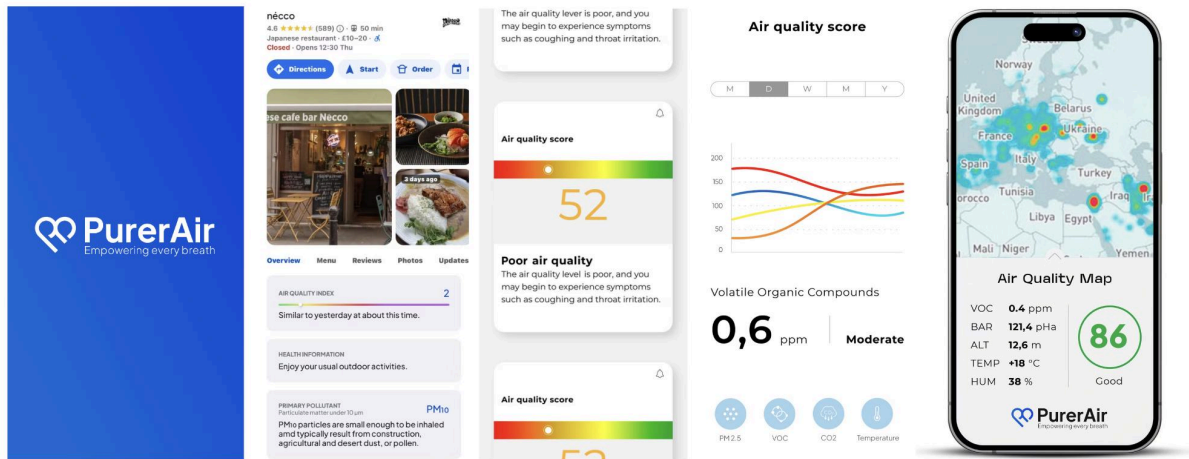 PurerAir
Empowering every breath
nécco
4.6 ★★★★★ (589) · 50 min
Japanese restaurant · £10–20 ·
Closed · Opens 12:30 Thu
Directions
Start
Order
ese cafe bar Necco
3 days ago
Overview Menu Reviews Photos Updates
AIR QUALITY INDEX 2
Similar to yesterday at about this time.
HEALTH INFORMATION
Enjoy your usual outdoor activities.
PRIMARY POLLUTANT
Particulate matter under 10 µm
PM10
PM10 particles are small enough to be inhaled
amd typically result from construction,
agricultural and desert dust, or pollen.
The air quality lever is poor, and you
may begin to experience symptoms
such as coughing and throat irritation.
Air quality score
52
Poor air quality
The air quality level is poor, and you
may begin to experience symptoms
such as coughing and throat irritation.
Air quality score
52
Air quality score
M D W M Y
200
150
100
50
0
Volatile Organic Compounds
0,6 ppm Moderate
PM 2.5 VOC CO2 Temperature
Sweden
Norway
United
Kingdom
Belarus
Ukraine
France
Spain
Italy
Turkey
Tunisia
orocco
Iraq
Ira
Libya
Egypt
Mali
Niger
Yemen
Air Quality Map
VOC 0.4 ppm
BAR 121,4 pHa
ALT 12,6 m
TEMP +18 °C
HUM 38 %
86
Good
PurerAir
Empowering every breath